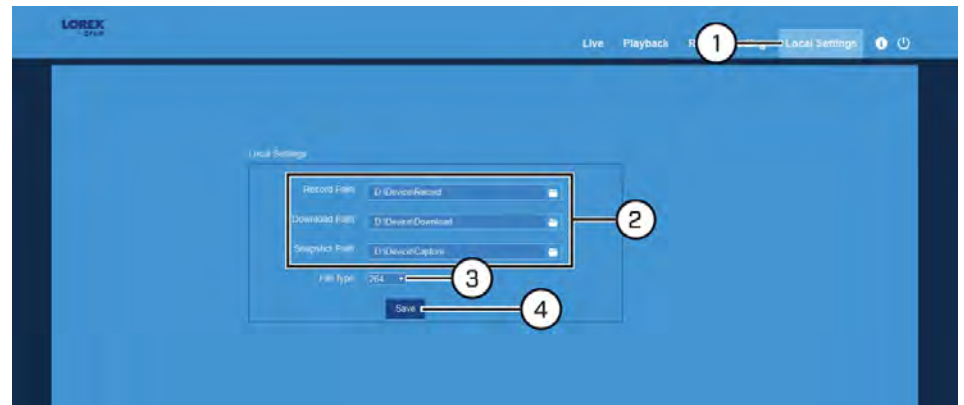 LOREX
Live Playback 1 Local Settings
Local Settings
Record Path D:\Device\Record
Download Path D:\Device\Download
2
Snapshot Path D:\Device\Capture
File Type 264 3
Save 4